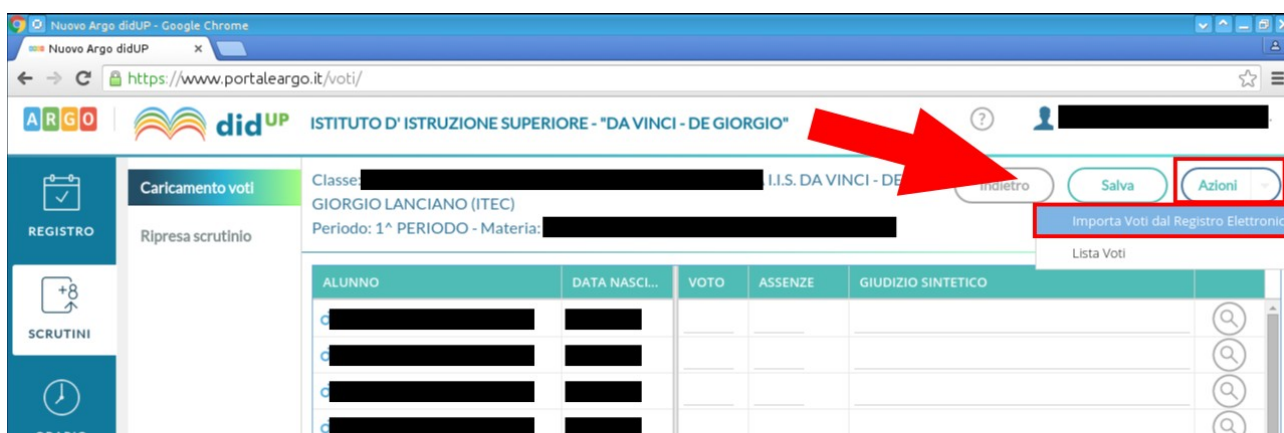 Nuovo Argo didUP - Google Chrome
Nuovo Argo didUP
https://www.portaleargo.it/voti/
ARGO didUP ISTITUTO D' ISTRUZIONE SUPERIORE - "DA VINCI - DE GIORGIO"
REGISTRO
SCRUTINI
Caricamento voti
Ripresa scrutinio
Classe: I.I.S. DA VINCI - DE
GIORGIO LANCIANO (ITEC)
Periodo: 1^ PERIODO - Materia:
Indietro Salva Azioni
Importa Voti dal Registro Elettronic
Lista Voti
ALUNNO DATA NASCI... VOTO ASSENZE GIUDIZIO SINTETICO